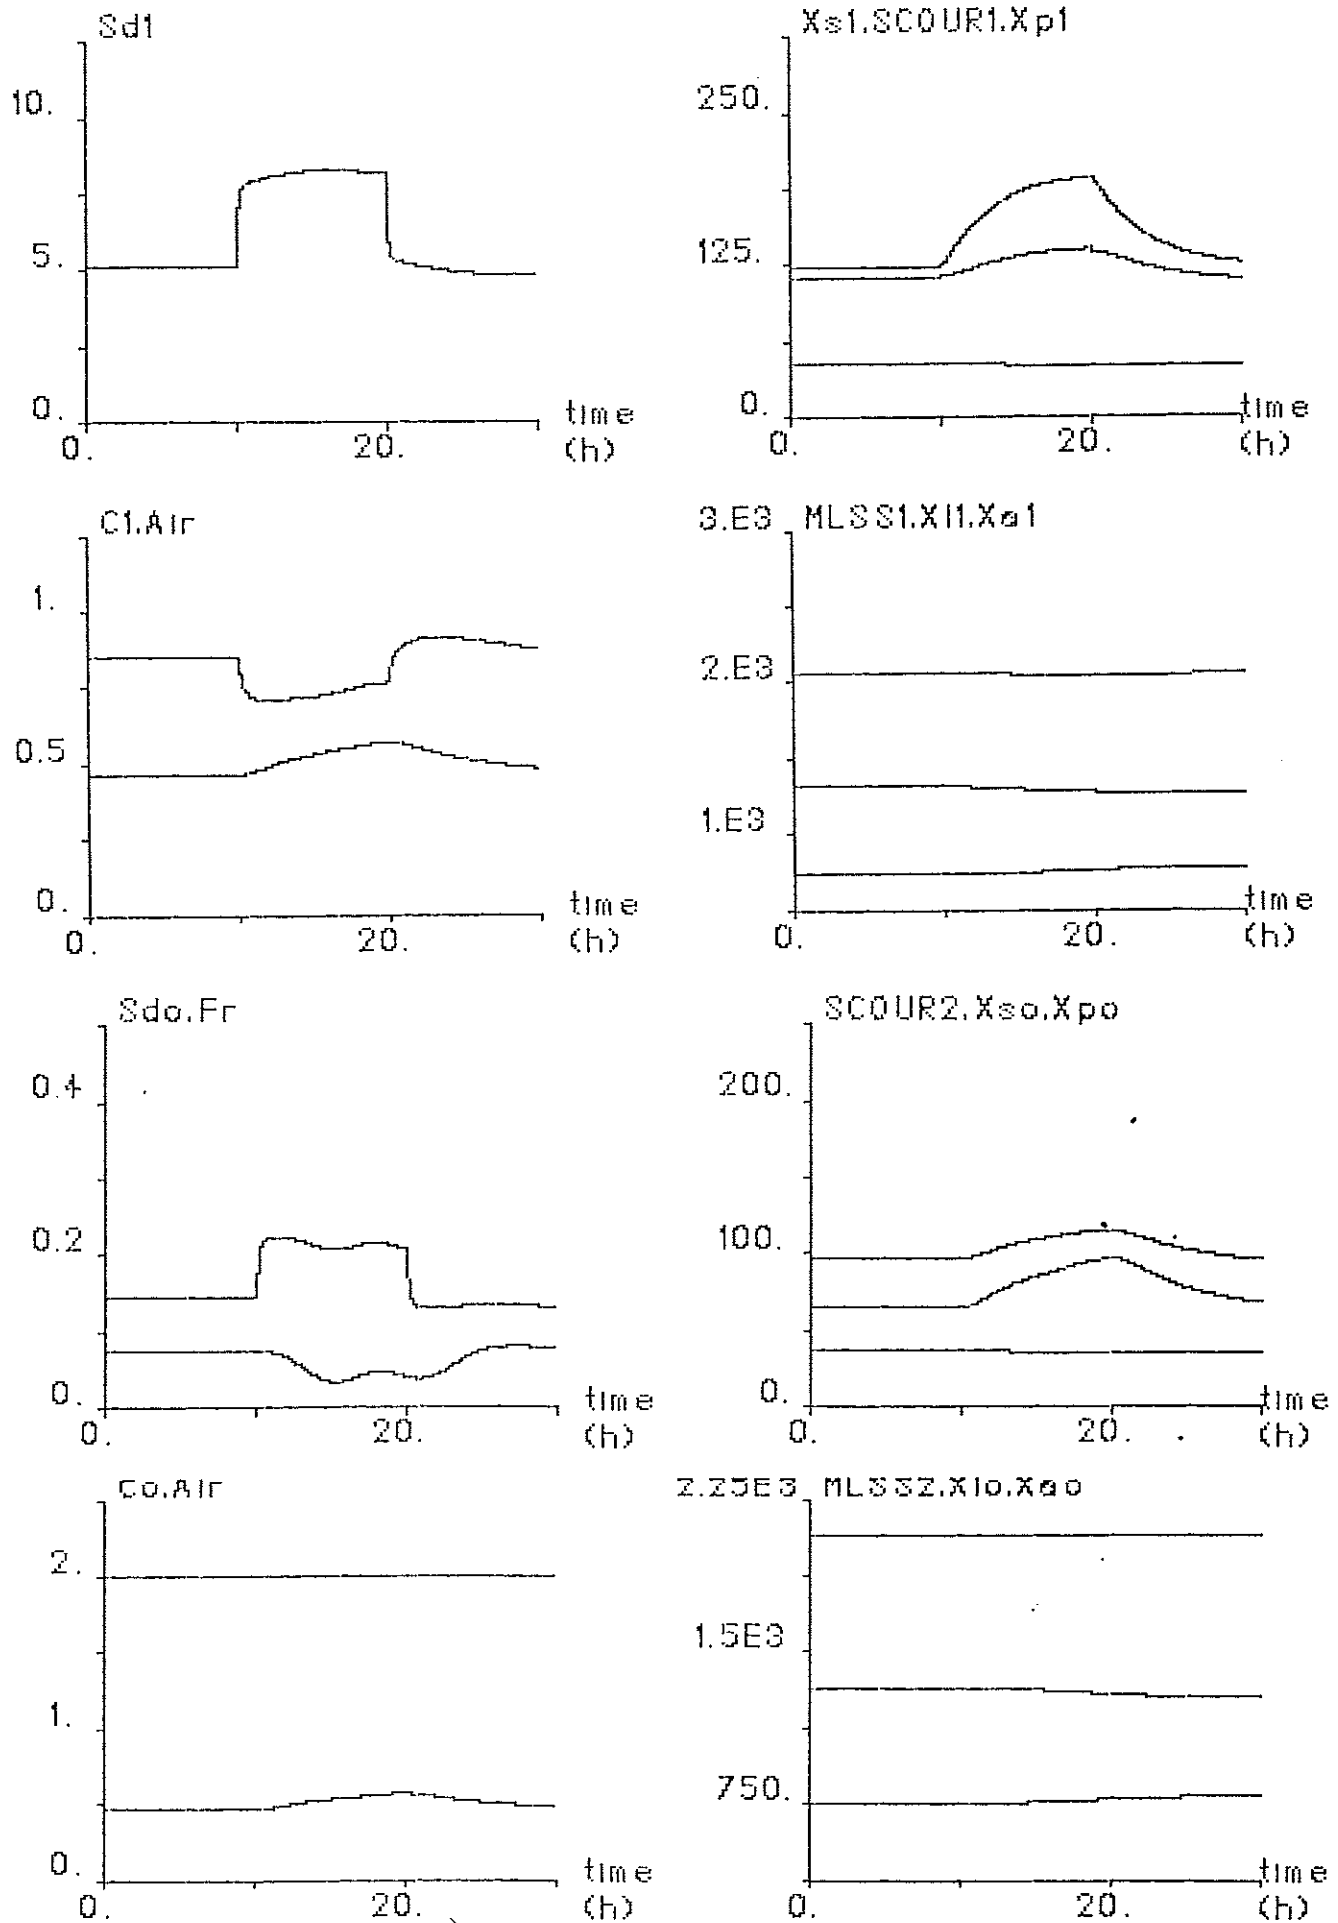 Sd1
10.
5.
0.
0.
20.
time
(h)
Xs1.SCOUR1.Xp1
250.
125.
0.
0.
20.
time
(h)
C1.Air
1.
0.5
0.
0.
20.
time
(h)
3.E3
MLSS1.XI1.Xa1
2.E3
1.E3
0.
20.
time
(h)
Sdo.Fr
0.4
0.2
0.
0.
20.
time
(h)
SCOUR2.Xso.Xpo
200.
100.
0.
0.
20.
time
(h)
Co.Air
2.
1.
0.
0.
20.
time
(h)
2.25E3
MLSS2.XIo.Xao
1.5E3
750.
0.
20.
time
(h)